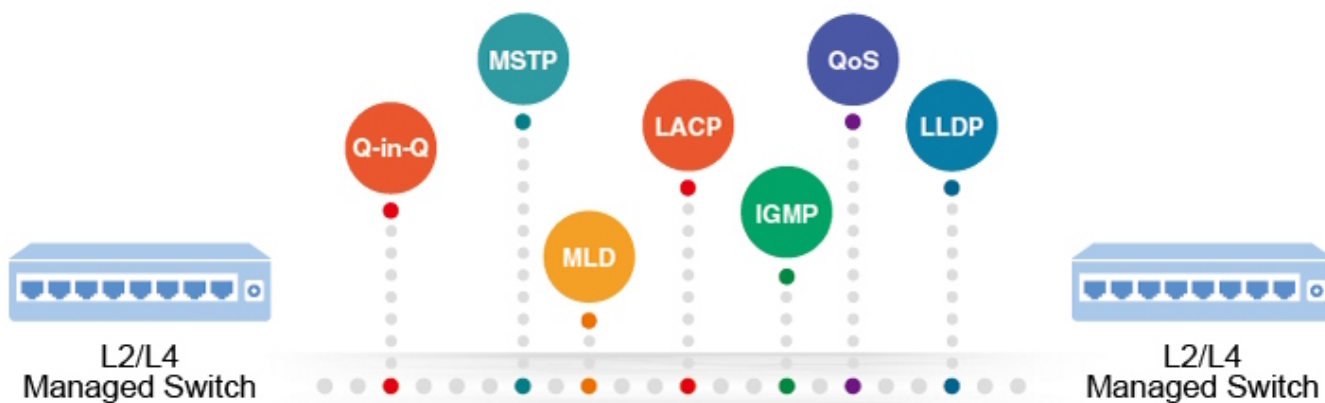 Q-in-Q
MSTP
MLD
LACP
IGMP
QoS
LLDP
L2/L4
Managed Switch
L2/L4
Managed Switch